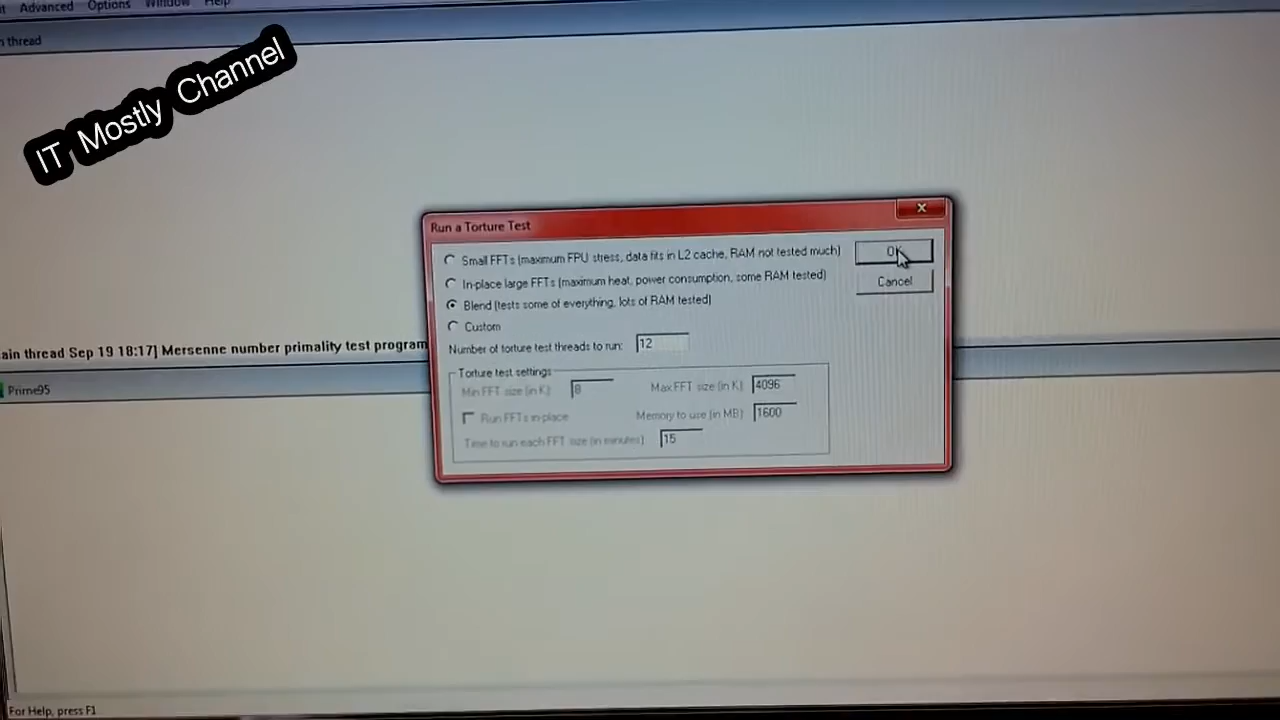 Advanced Options Window Help
thread
IT Mostly Channel
Run a Torture Test
Small FFTs (maximum FPU stress, data fits in L2 cache, RAM not tested much)
OK
In-place large FFTs (maximum heat, power consumption, some RAM tested)
Cancel
Blend (tests some of everything, lots of RAM tested)
Custom
Number of torture test threads to run: 12
ain thread Sep 19 18:17] Mersenne number primality test program
Torture test settings
Min FFT size (in K): 8 Max FFT size (in K): 4096
Prime95
Run FFTs in-place Memory to use (in MB): 1600
Time to run each FFT size (in minutes): 15
For Help, press F1